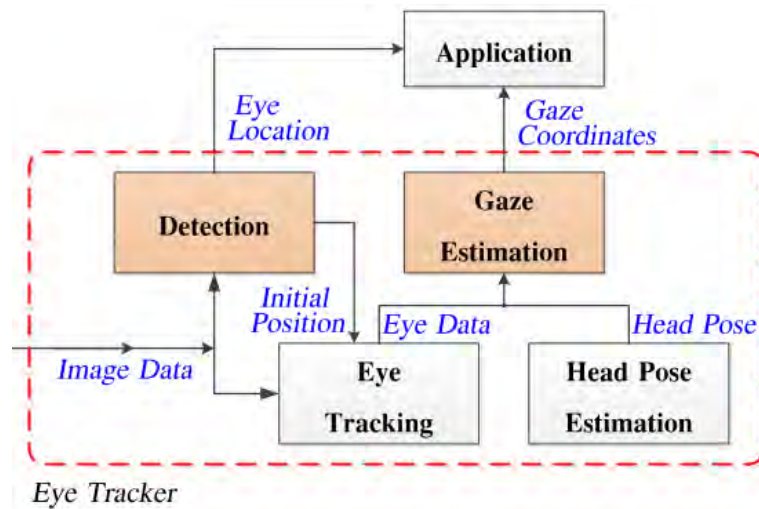 Application
Eye
Location
Gaze
Coordinates
Detection
Gaze
Estimation
Initial
Position
Eye Data
Head Pose
Image Data
Eye
Tracking
Head Pose
Estimation
Eye Tracker